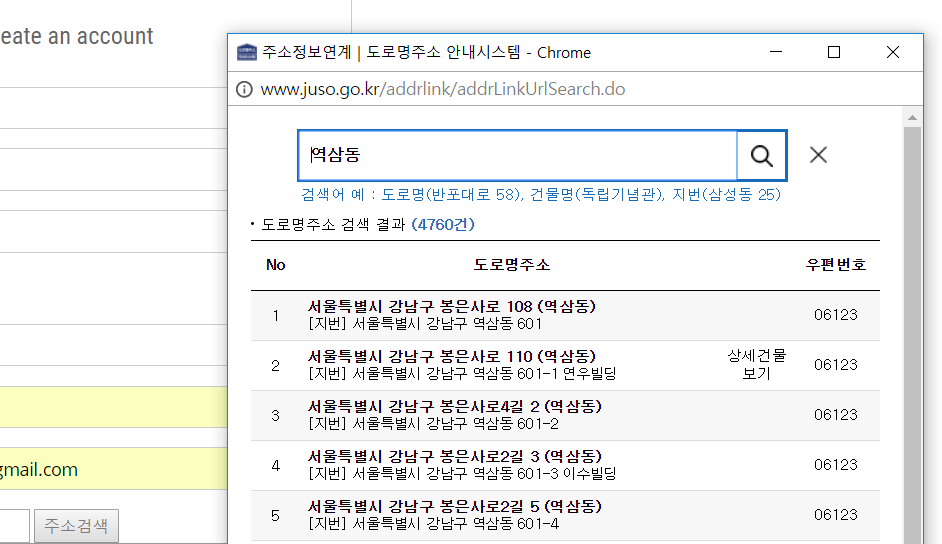 eate an account
주소정보연계 | 도로명주소 안내시스템 - Chrome
www.juso.go.kr/addrlink/addrLinkUrlSearch.do
역삼동
검색어 예 : 도로명(반포대로 58), 건물명(독립기념관), 지번(삼성동 25)
· 도로명주소 검색 결과 (4760건)
No 도로명주소 우편번호
1 서울특별시 강남구 봉은사로 108 (역삼동) 06123
[지번] 서울특별시 강남구 역삼동 601
2 서울특별시 강남구 봉은사로 110 (역삼동) 상세건물 보기 06123
[지번] 서울특별시 강남구 역삼동 601-1 연우빌딩
3 서울특별시 강남구 봉은사로4길 2 (역삼동) 06123
[지번] 서울특별시 강남구 역삼동 601-2
4 서울특별시 강남구 봉은사로2길 3 (역삼동) 06123
[지번] 서울특별시 강남구 역삼동 601-3 이수빌딩
5 서울특별시 강남구 봉은사로2길 5 (역삼동) 06123
[지번] 서울특별시 강남구 역삼동 601-4
gmail.com
주소검색